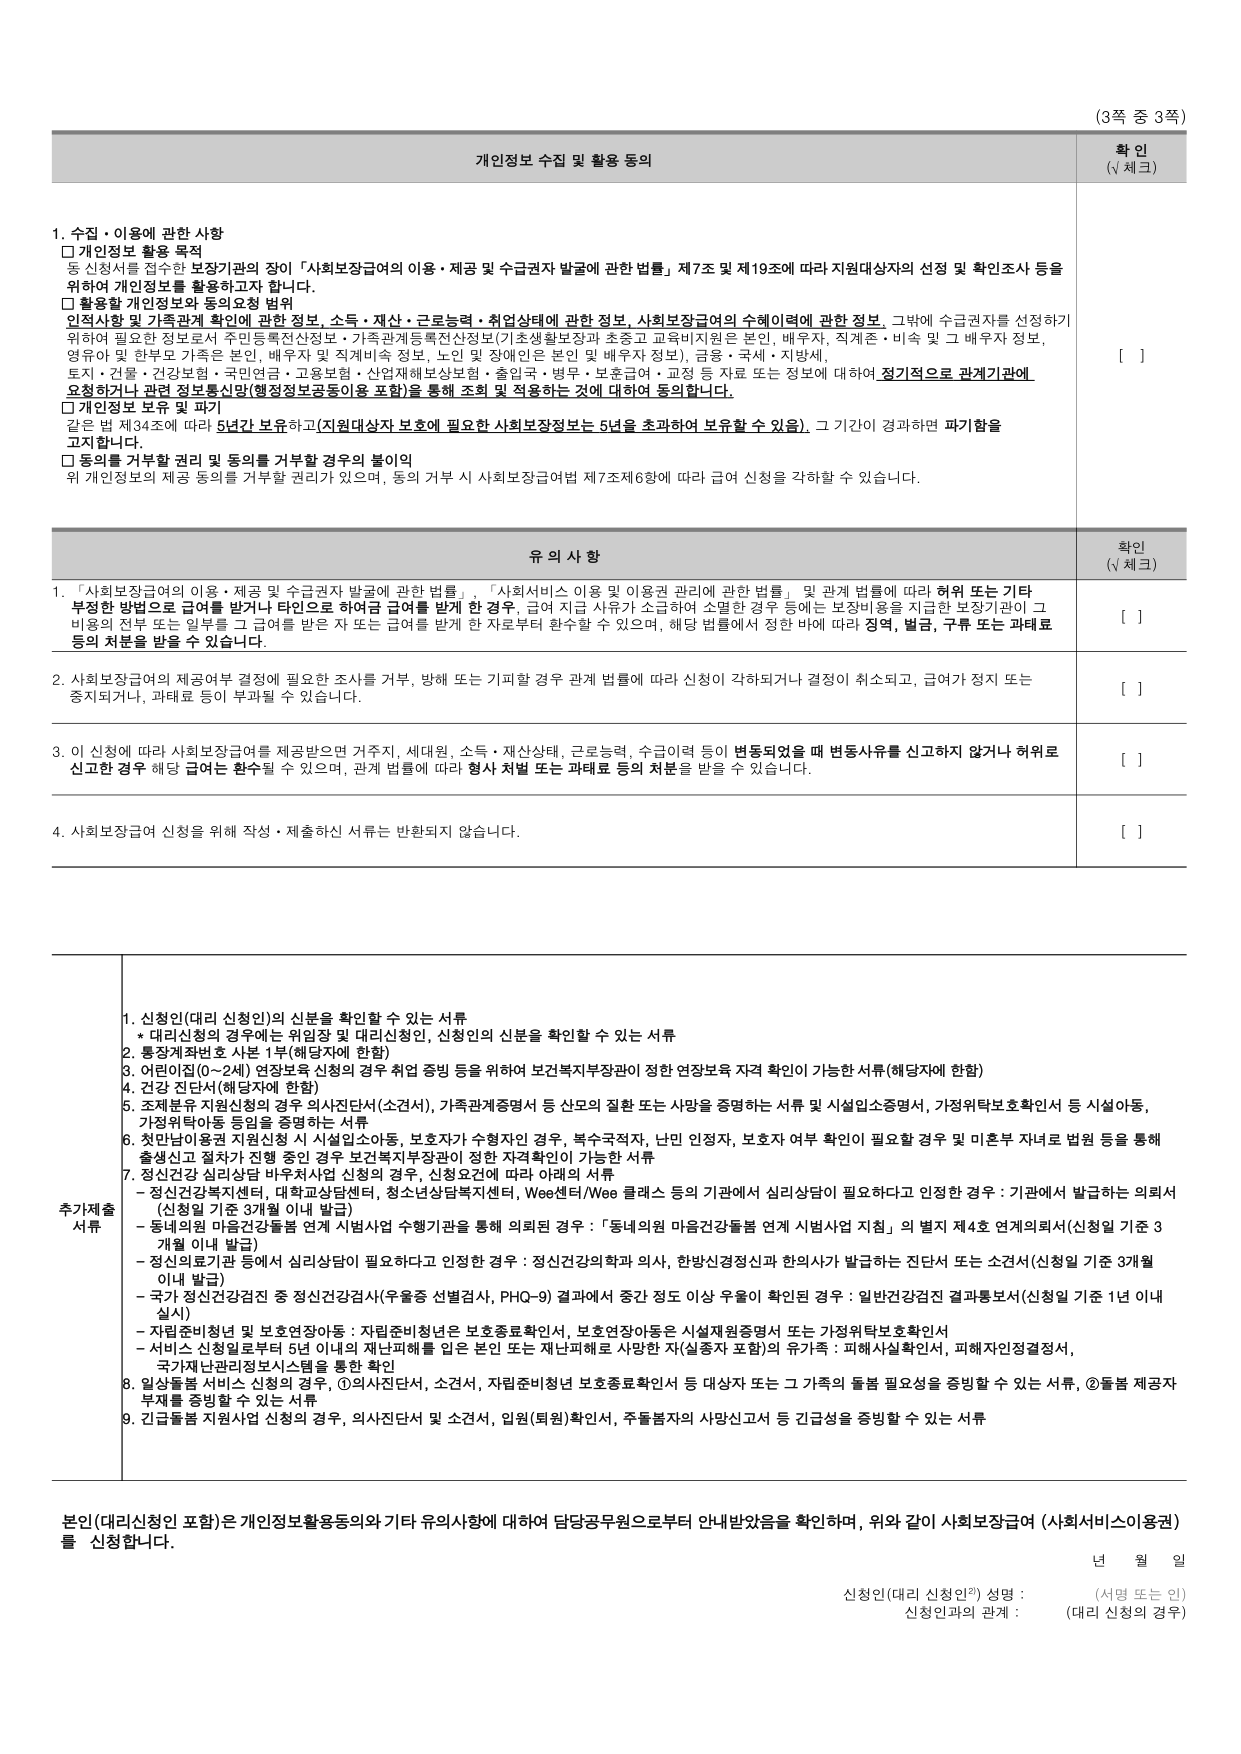 (3쪽 중 3쪽)
개인정보 수집 및 활용 동의
확 인
(√ 체크)
1. 수집・이용에 관한 사항
□ 개인정보 활용 목적
동 신청서를 접수한 보장기관의 장이「사회보장급여의 이용・제공 및 수급권자 발굴에 관한 법률」제7조 및 제19조에 따라 지원대상자의 선정 및 확인조사 등을
위하여 개인정보를 활용하고자 합니다.
□ 활용할 개인정보와 동의요청 범위
인적사항 및 가족관계 확인에 관한 정보, 소득・재산・근로능력・취업상태에 관한 정보, 사회보장급여의 수혜이력에 관한 정보, 그밖에 수급권자를 선정하기
위하여 필요한 정보로서 주민등록전산정보・가족관계등록전산정보(기초생활보장과 초중고 교육비지원은 본인, 배우자, 직계존・비속 및 그 배우자 정보,
영유아 및 한부모 가족은 본인, 배우자 및 직계비속 정보, 노인 및 장애인은 본인 및 배우자 정보), 금융・국세・지방세,
토지・건물・건강보험・국민연금・고용보험・산업재해보상보험・출입국・병무・보훈급여・교정 등 자료 또는 정보에 대하여 정기적으로 관계기관에
요청하거나 관련 정보통신망(행정정보공동이용 포함)을 통해 조회 및 적용하는 것에 대하여 동의합니다.
□ 개인정보 보유 및 파기
같은 법 제34조에 따라 5년간 보유하고(지원대상자 보호에 필요한 사회보장정보는 5년을 초과하여 보유할 수 있음), 그 기간이 경과하면 파기함을
고지합니다.
□ 동의를 거부할 권리 및 동의를 거부할 경우의 불이익
위 개인정보의 제공 동의를 거부할 권리가 있으며, 동의 거부 시 사회보장급여법 제7조제6항에 따라 급여 신청을 각하할 수 있습니다.
[ ]
유 의 사 항
확인
(√ 체크)
1. 「사회보장급여의 이용・제공 및 수급권자 발굴에 관한 법률」, 「사회서비스 이용 및 이용권 관리에 관한 법률」 및 관계 법률에 따라 허위 또는 기타
부정한 방법으로 급여를 받거나 타인으로 하여금 급여를 받게 한 경우, 급여 지급 사유가 소급하여 소멸한 경우 등에는 보장비용을 지급한 보장기관이 그
비용의 전부 또는 일부를 그 급여를 받은 자 또는 급여를 받게 한 자로부터 환수할 수 있으며, 해당 법률에서 정한 바에 따라 징역, 벌금, 구류 또는 과태료
등의 처분을 받을 수 있습니다.
[ ]
2. 사회보장급여의 제공여부 결정에 필요한 조사를 거부, 방해 또는 기피할 경우 관계 법률에 따라 신청이 각하되거나 결정이 취소되고, 급여가 정지 또는
중지되거나, 과태료 등이 부과될 수 있습니다.
[ ]
3. 이 신청에 따라 사회보장급여를 제공받으면 거주지, 세대원, 소득・재산상태, 근로능력, 수급이력 등이 변동되었을 때 변동사유를 신고하지 않거나 허위로
신고한 경우 해당 급여는 환수될 수 있으며, 관계 법률에 따라 형사 처벌 또는 과태료 등의 처분을 받을 수 있습니다.
[ ]
4. 사회보장급여 신청을 위해 작성・제출하신 서류는 반환되지 않습니다.
[ ]
추가제출
서류
1. 신청인(대리 신청인)의 신분을 확인할 수 있는 서류
* 대리신청의 경우에는 위임장 및 대리신청인, 신청인의 신분을 확인할 수 있는 서류
2. 통장계좌번호 사본 1부(해당자에 한함)
3. 어린이집(0~2세) 연장보육 신청의 경우 취업 증빙 등을 위하여 보건복지부장관이 정한 연장보육 자격 확인이 가능한 서류(해당자에 한함)
4. 건강 진단서(해당자에 한함)
5. 조제분유 지원신청의 경우 의사진단서(소견서), 가족관계증명서 등 산모의 질환 또는 사망을 증명하는 서류 및 시설입소증명서, 가정위탁보호확인서 등 시설아동,
가정위탁아동 등임을 증명하는 서류
6. 첫만남이용권 지원신청 시 시설입소아동, 보호자가 수형자인 경우, 복수국적자, 난민 인정자, 보호자 여부 확인이 필요할 경우 및 미혼부 자녀로 법원 등을 통해
출생신고 절차가 진행 중인 경우 보건복지부장관이 정한 자격확인이 가능한 서류
7. 정신건강 심리상담 바우처사업 신청의 경우, 신청요건에 따라 아래의 서류
– 정신건강복지센터, 대학교상담센터, 청소년상담복지센터, Wee센터/Wee 클래스 등의 기관에서 심리상담이 필요하다고 인정한 경우 : 기관에서 발급하는 의뢰서
(신청일 기준 3개월 이내 발급)
– 동네의원 마음건강돌봄 연계 시범사업 수행기관을 통해 의뢰된 경우 :「동네의원 마음건강돌봄 연계 시범사업 지침」의 별지 제4호 연계의뢰서(신청일 기준 3
개월 이내 발급)
– 정신의료기관 등에서 심리상담이 필요하다고 인정한 경우 : 정신건강의학과 의사, 한방신경정신과 한의사가 발급하는 진단서 또는 소견서(신청일 기준 3개월
이내 발급)
– 국가 정신건강검진 중 정신건강검사(우울증 선별검사, PHQ-9) 결과에서 중간 정도 이상 우울이 확인된 경우 : 일반건강검진 결과통보서(신청일 기준 1년 이내
실시)
– 자립준비청년 및 보호연장아동 : 자립준비청년은 보호종료확인서, 보호연장아동은 시설재원증명서 또는 가정위탁보호확인서
– 서비스 신청일로부터 5년 이내의 재난피해를 입은 본인 또는 재난피해로 사망한 자(실종자 포함)의 유가족 : 피해사실확인서, 피해자인정결정서,
국가재난관리정보시스템을 통한 확인
8. 일상돌봄 서비스 신청의 경우, ①의사진단서, 소견서, 자립준비청년 보호종료확인서 등 대상자 또는 그 가족의 돌봄 필요성을 증빙할 수 있는 서류, ②돌봄 제공자
부재를 증빙할 수 있는 서류
9. 긴급돌봄 지원사업 신청의 경우, 의사진단서 및 소견서, 입원(퇴원)확인서, 주돌봄자의 사망신고서 등 긴급성을 증빙할 수 있는 서류
본인(대리신청인 포함)은 개인정보활용동의와 기타 유의사항에 대하여 담당공무원으로부터 안내받았음을 확인하며, 위와 같이 사회보장급여 (사회서비스이용권)
를 신청합니다.
년 월 일
신청인(대리 신청인2)) 성명 : (서명 또는 인)
신청인과의 관계 : (대리 신청의 경우)